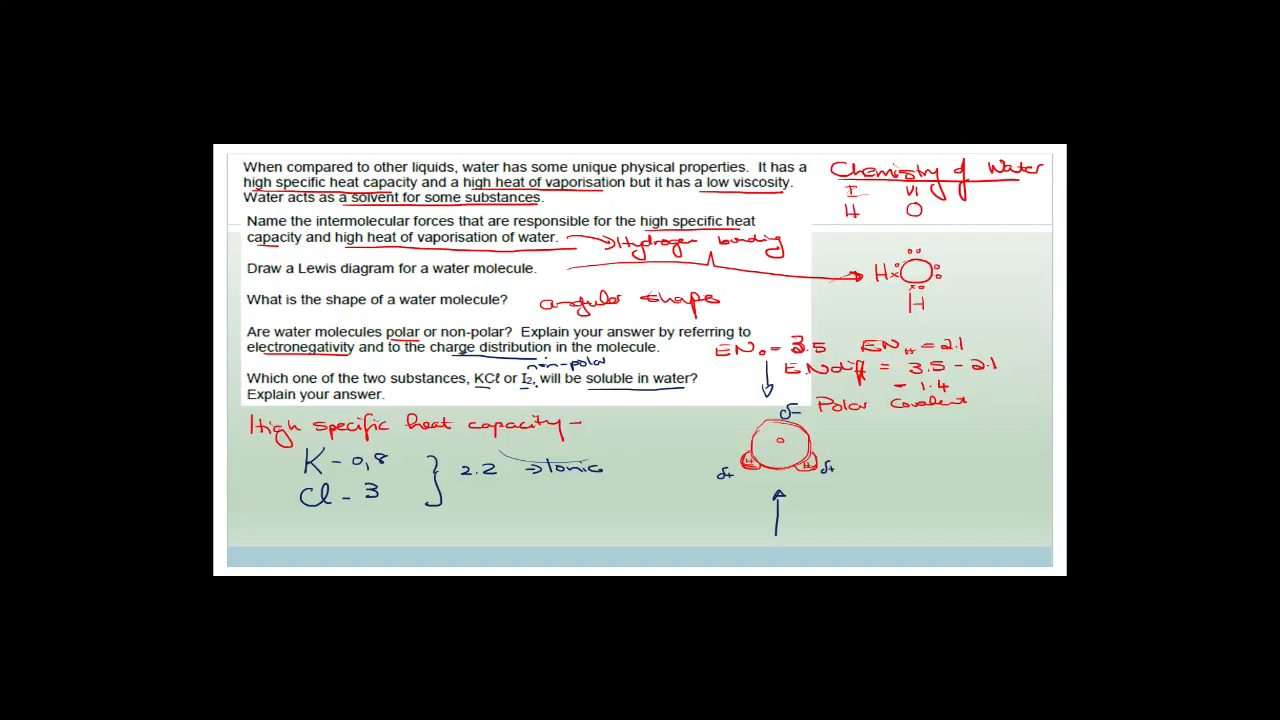 When compared to other liquids, water has some unique physical properties. It has a
high specific heat capacity and a high heat of vaporisation but it has a low viscosity.
Water acts as a solvent for some substances.
Name the intermolecular forces that are responsible for the high specific heat
capacity and high heat of vaporisation of water.
→Hydrogen bonding
Draw a Lewis diagram for a water molecule.
What is the shape of a water molecule?
angular shape
Are water molecules polar or non-polar? Explain your answer by referring to
electronegativity and to the charge distribution in the molecule.
non-polar
Which one of the two substances, KCℓ or I2, will be soluble in water?
Explain your answer.
High specific heat capacity -
K - 0,8
Cl - 3
2.2 → Ionic
Chemistry of Water
I VI
H O
H
H
ENO = 3.5 ENH = 2.1
EN diff = 3.5 - 2.1
= 1.4
Polar Covalent
δ-
H H
δ+ δ+